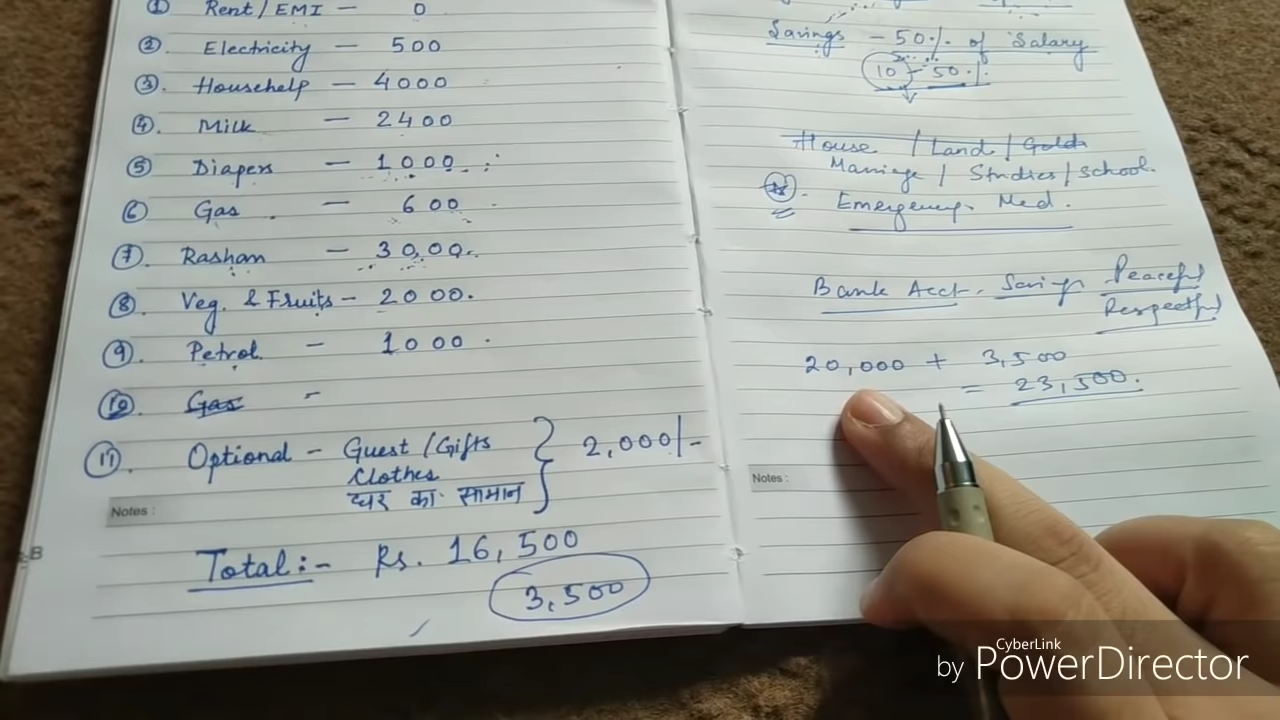 ① Rent/EMI — 0
②. Electricity — 500
③. Househelp — 4000
④. Milk — 2400
⑤. Diapers — 1000
⑥ Gas — 600
⑦. Rashan — 3000
⑧. Veg. & Fruits — 2000.
⑨. Petrol — 1000
⑩. Gas -
⑪. Optional - Guest/Gifts } 2,000/-
Clothes
घर का सामान
Notes :
Total:- Rs. 16,500
3,500
B
Savings - 50% of Salary
10 - 50%
House / Land / Gold
Marriage / Studies / School
Emergency Med.
Bank Acct. Saving Peaceful
Respectful
20,000 + 3,500
= 23,500.
Notes :
CyberLink
by PowerDirector